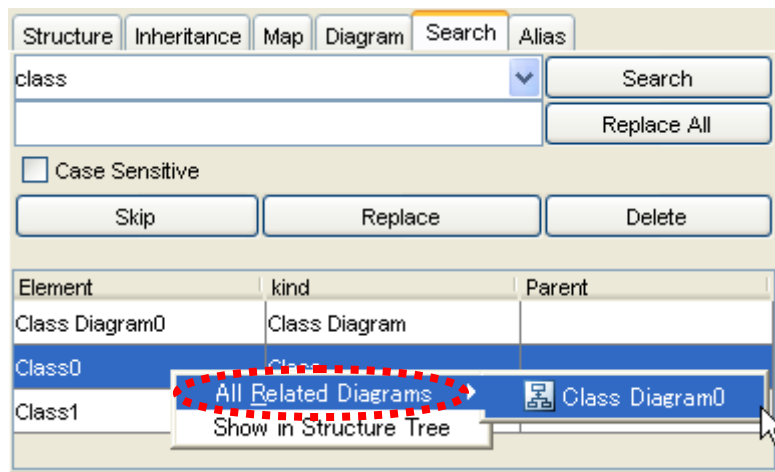 Structure Inheritance Map Diagram Search Alias
class Search
Replace All
Case Sensitive
Skip Replace Delete
Element kind Parent
Class Diagram0 Class Diagram
Class0 Class
All Related Diagrams Class Diagram0
Class1
Show in Structure Tree